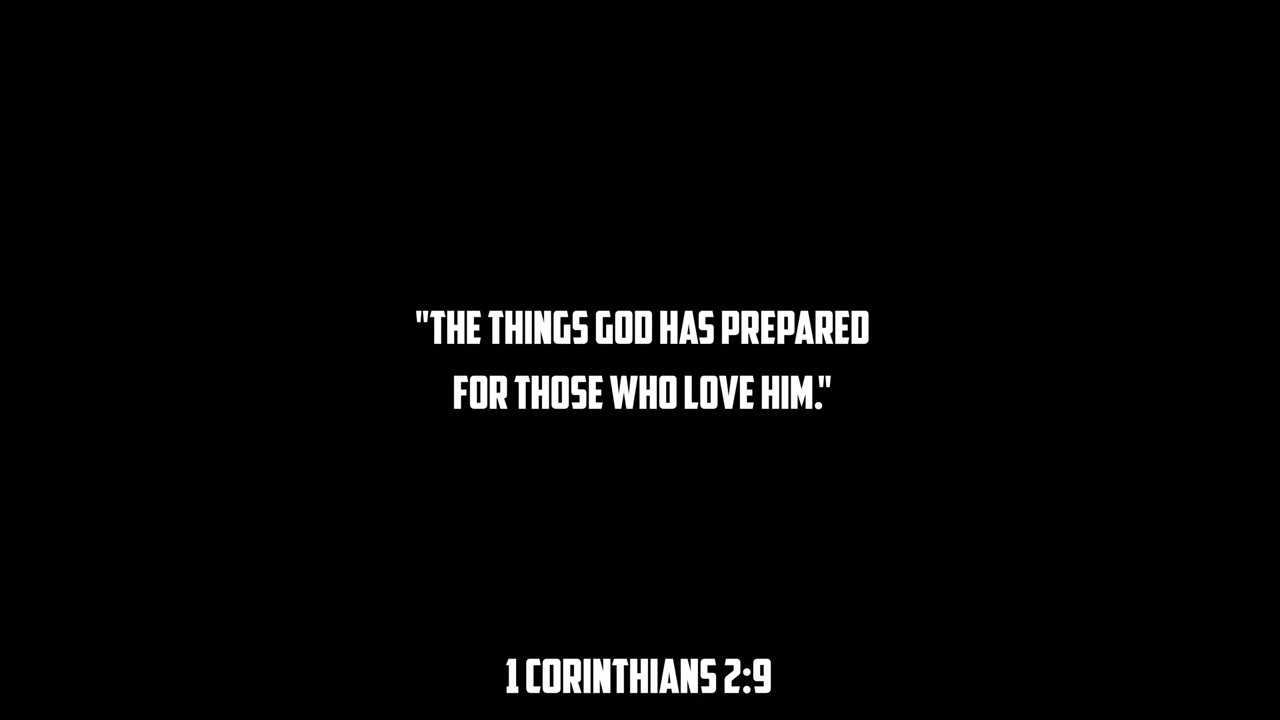 "THE THINGS GOD HAS PREPARED
FOR THOSE WHO LOVE HIM."
1 CORINTHIANS 2:9